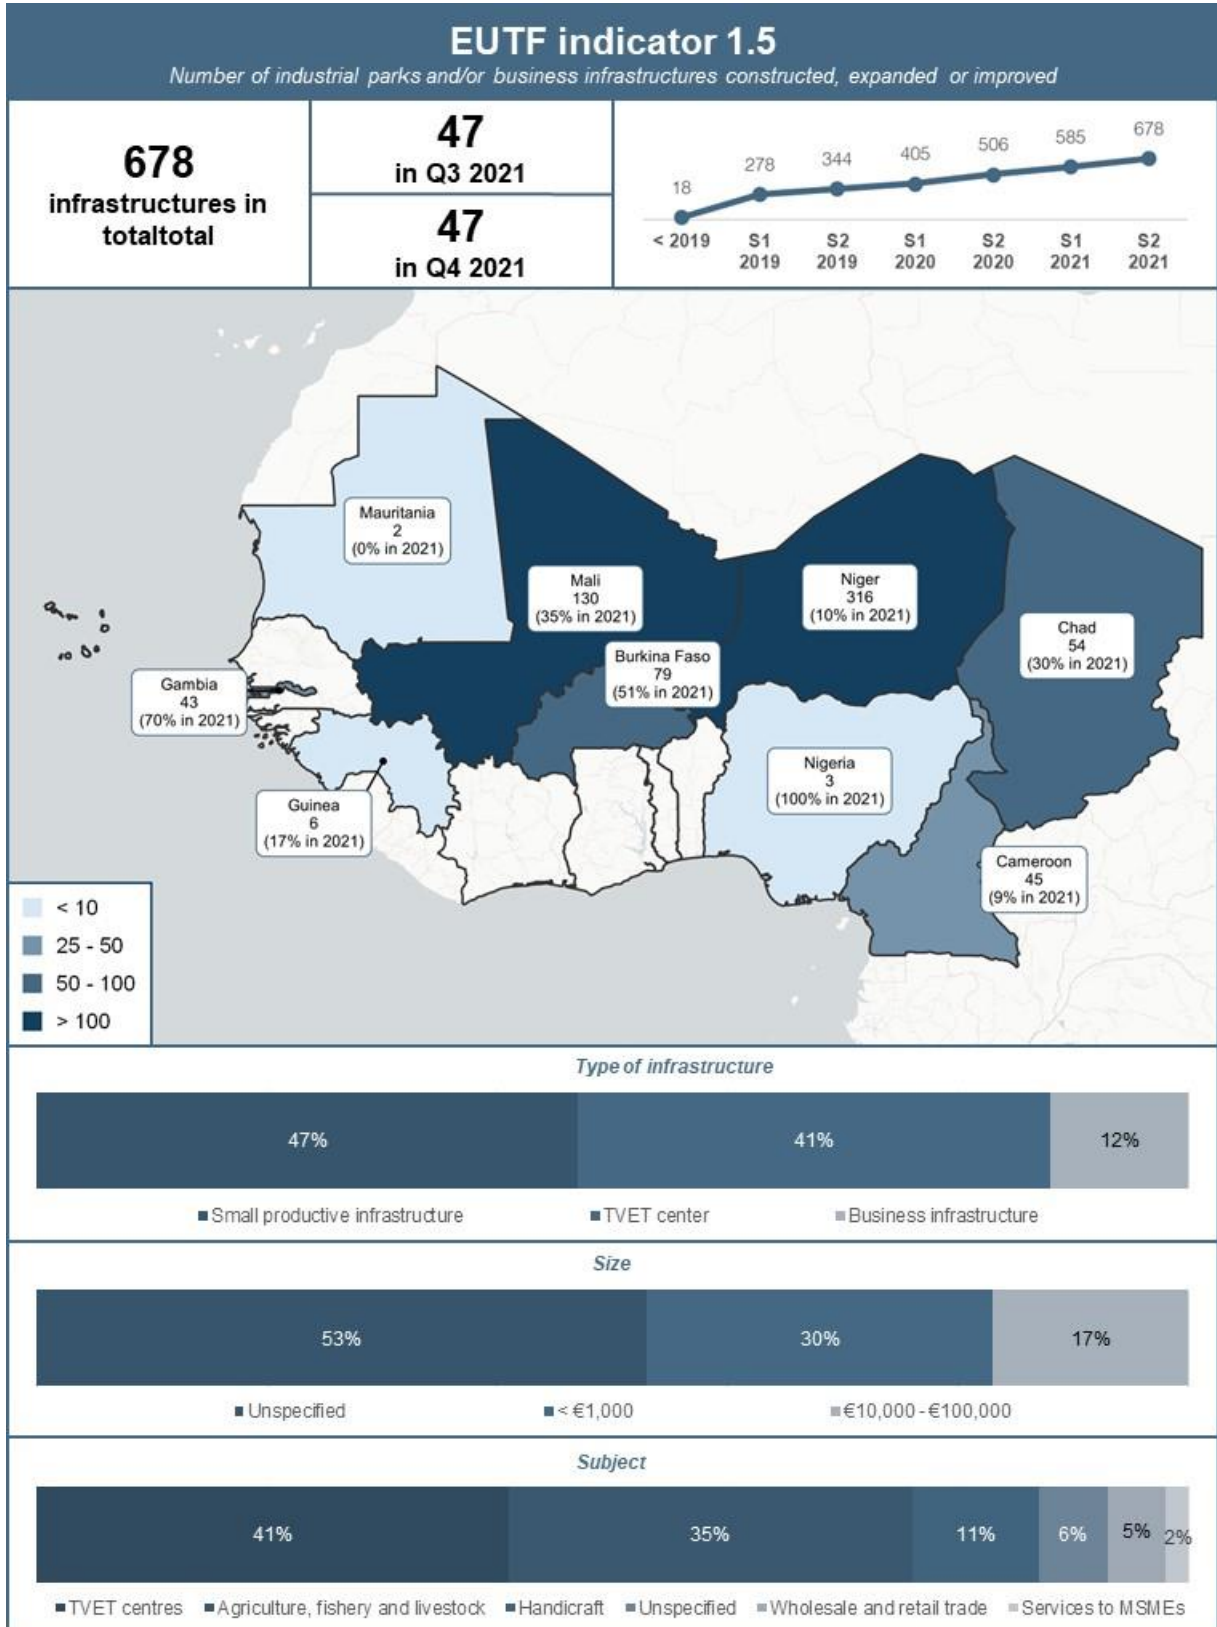 EUTF indicator 1.5
Number of industrial parks and/or business infrastructures constructed, expanded or improved
678
infrastructures in
totaltotal
47
in Q3 2021
47
in Q4 2021
18
278
344
405
506
585
678
< 2019
S1
2019
S2
2019
S1
2020
S2
2020
S1
2021
S2
2021
Mauritania
2
(0% in 2021)
Mali
130
(35% in 2021)
Niger
316
(10% in 2021)
Chad
54
(30% in 2021)
Burkina Faso
79
(51% in 2021)
Gambia
43
(70% in 2021)
Nigeria
3
(100% in 2021)
Guinea
6
(17% in 2021)
Cameroon
45
(9% in 2021)
< 10
25 - 50
50 - 100
> 100
Type of infrastructure
47% 41% 12%
Small productive infrastructure TVET center Business infrastructure
Size
53% 30% 17%
Unspecified < €1,000 €10,000 - €100,000
Subject
41% 35% 11% 6% 5% 2%
TVET centres Agriculture, fishery and livestock Handicraft Unspecified Wholesale and retail trade Services to MSMEs